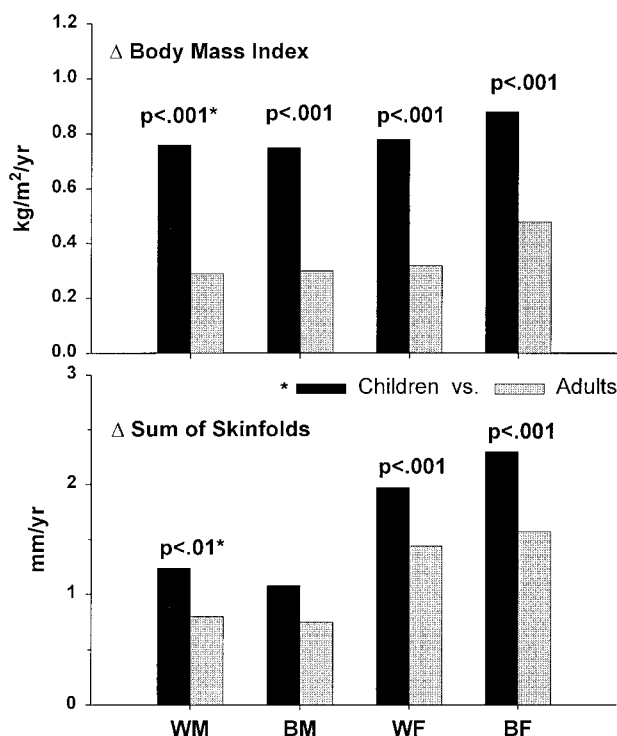 1.2
Δ Body Mass Index
1.0
p<.001
p<.001* p<.001 p<.001
0.8
kg/m²/yr
0.6
0.4
0.2
0.0
3
* Children vs. Adults
Δ Sum of Skinfolds
p<.001
p<.001
2
p<.01*
mm/yr
1
0
WM BM WF BF